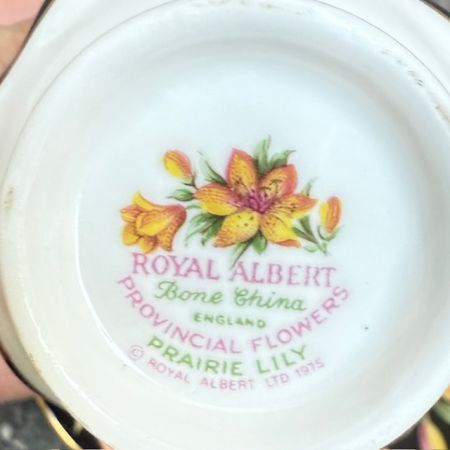 ROYAL ALBERT
Bone China
ENGLAND
PROVINCIAL FLOWERS
PRAIRIE LILY
© ROYAL ALBERT LTD 1975